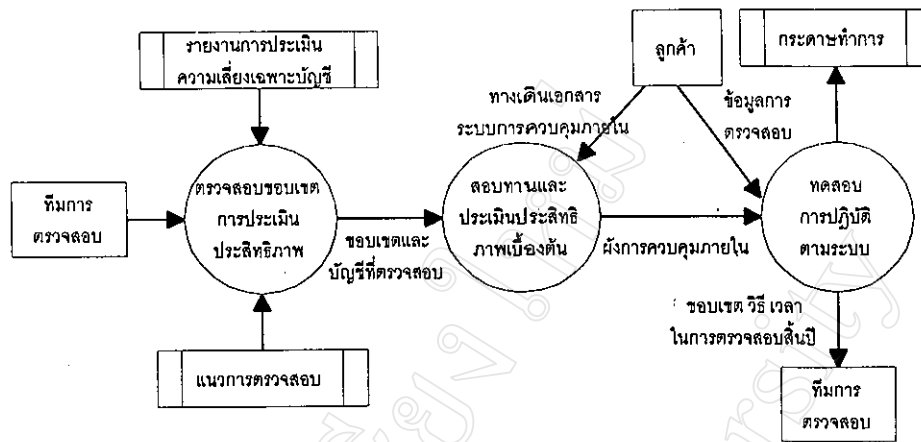 รายงานการประเมิน
ความเสี่ยงเฉพาะบัญชี
ลูกค้า
กระดาษทำการ
ทางเดินเอกสาร
ระบบการควบคุมภายใน
ข้อมูลการ
ตรวจสอบ
ทีมการ
ตรวจสอบ
ตรวจสอบขอบเขต
การประเมิน
ประสิทธิภาพ
ขอบเขตและ
บัญชีที่ตรวจสอบ
สอบทานและ
ประเมินประสิทธิ
ภาพเบื้องต้น
ผังการควบคุมภายใน
ทดสอบ
การปฏิบัติ
ตามระบบ
ขอบเขต วิธี เวลา
ในการตรวจสอบสิ้นปี
แนวการตรวจสอบ
ทีมการ
ตรวจสอบ